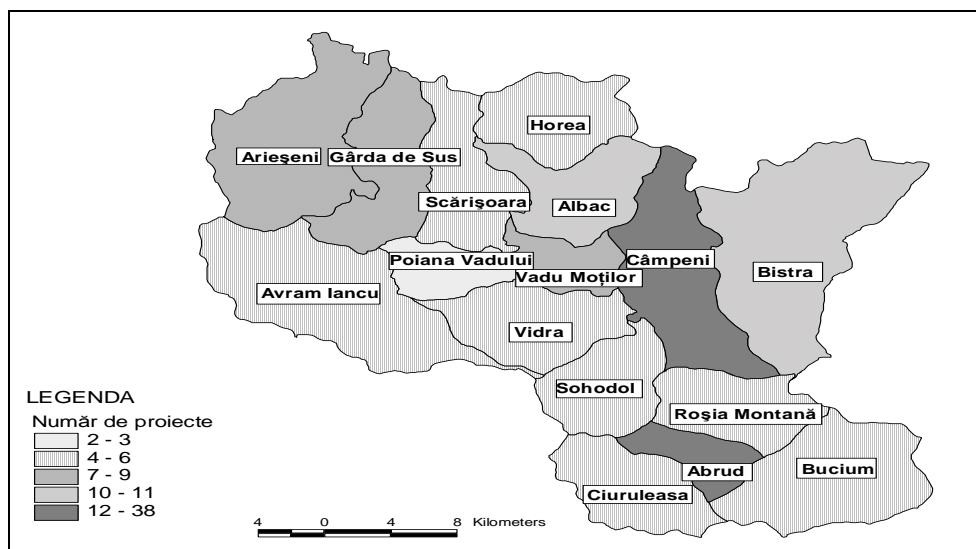 Horea
Arieşeni
Gârda de Sus
Scărişoara
Albac
Poiana Vadului
Câmpeni
Bistra
Vadu Moţilor
Avram Iancu
Vidra
Sohodol
Roşia Montană
Abrud
Bucium
Ciuruleasa
LEGENDA
Număr de proiecte
2 - 3
4 - 6
7 - 9
10 - 11
12 - 38
4 0 4 8 Kilometers